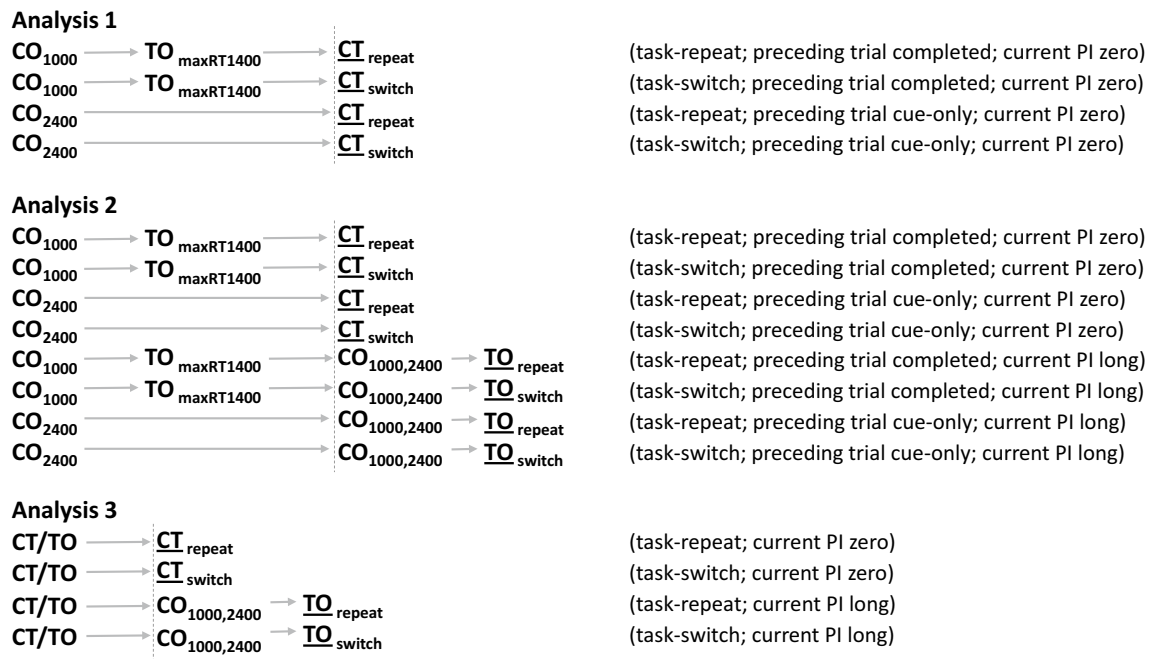 Analysis 1
CO1000 TO maxRT1400 CT repeat (task-repeat; preceding trial completed; current PI zero)
CO1000 TO maxRT1400 CT switch (task-switch; preceding trial completed; current PI zero)
CO2400 CT repeat (task-repeat; preceding trial cue-only; current PI zero)
CO2400 CT switch (task-switch; preceding trial cue-only; current PI zero)
Analysis 2
CO1000 TO maxRT1400 CT repeat (task-repeat; preceding trial completed; current PI zero)
CO1000 TO maxRT1400 CT switch (task-switch; preceding trial completed; current PI zero)
CO2400 CT repeat (task-repeat; preceding trial cue-only; current PI zero)
CO2400 CT switch (task-switch; preceding trial cue-only; current PI zero)
CO1000 TO maxRT1400 CO1000,2400 TO repeat (task-repeat; preceding trial completed; current PI long)
CO1000 TO maxRT1400 CO1000,2400 TO switch (task-switch; preceding trial completed; current PI long)
CO2400 CO1000,2400 TO repeat (task-repeat; preceding trial cue-only; current PI long)
CO2400 CO1000,2400 TO switch (task-switch; preceding trial cue-only; current PI long)
Analysis 3
CT/TO CT repeat (task-repeat; current PI zero)
CT/TO CT switch (task-switch; current PI zero)
CT/TO CO1000,2400 TO repeat (task-repeat; current PI long)
CT/TO CO1000,2400 TO switch (task-switch; current PI long)